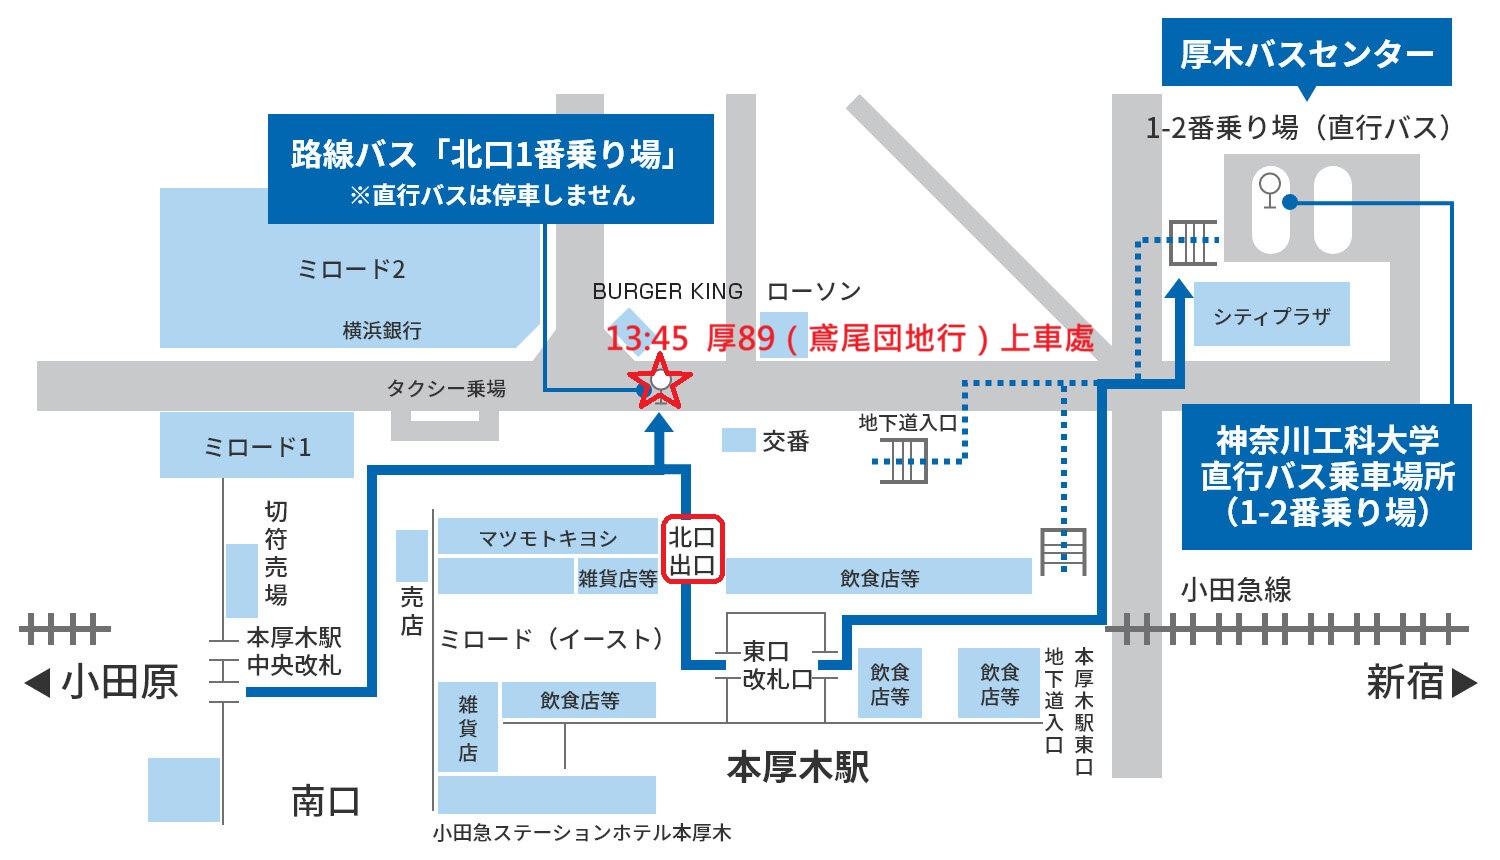 厚木バスセンター
1-2番乗り場（直行バス）
路線バス「北口1番乗り場」
※直行バスは停車しません
ミロード2
横浜銀行
BURGER KING
ローソン
13:45 厚89（鳶尾団地行）上車處
シティプラザ
タクシー乗場
ミロード1
交番
地下道入口
神奈川工科大学
直行バス乗車場所
（1-2番乗り場）
切符売場
売店
マツモトキヨシ
雑貨店等
北口
出口
飲食店等
小田急線
本厚木駅
中央改札
ミロード（イースト）
東口
改札口
飲食
店等
飲食
店等
地下道入口
本厚木駅東口
小田原
新宿
雑貨店
飲食店等
本厚木駅
南口
小田急ステーションホテル本厚木